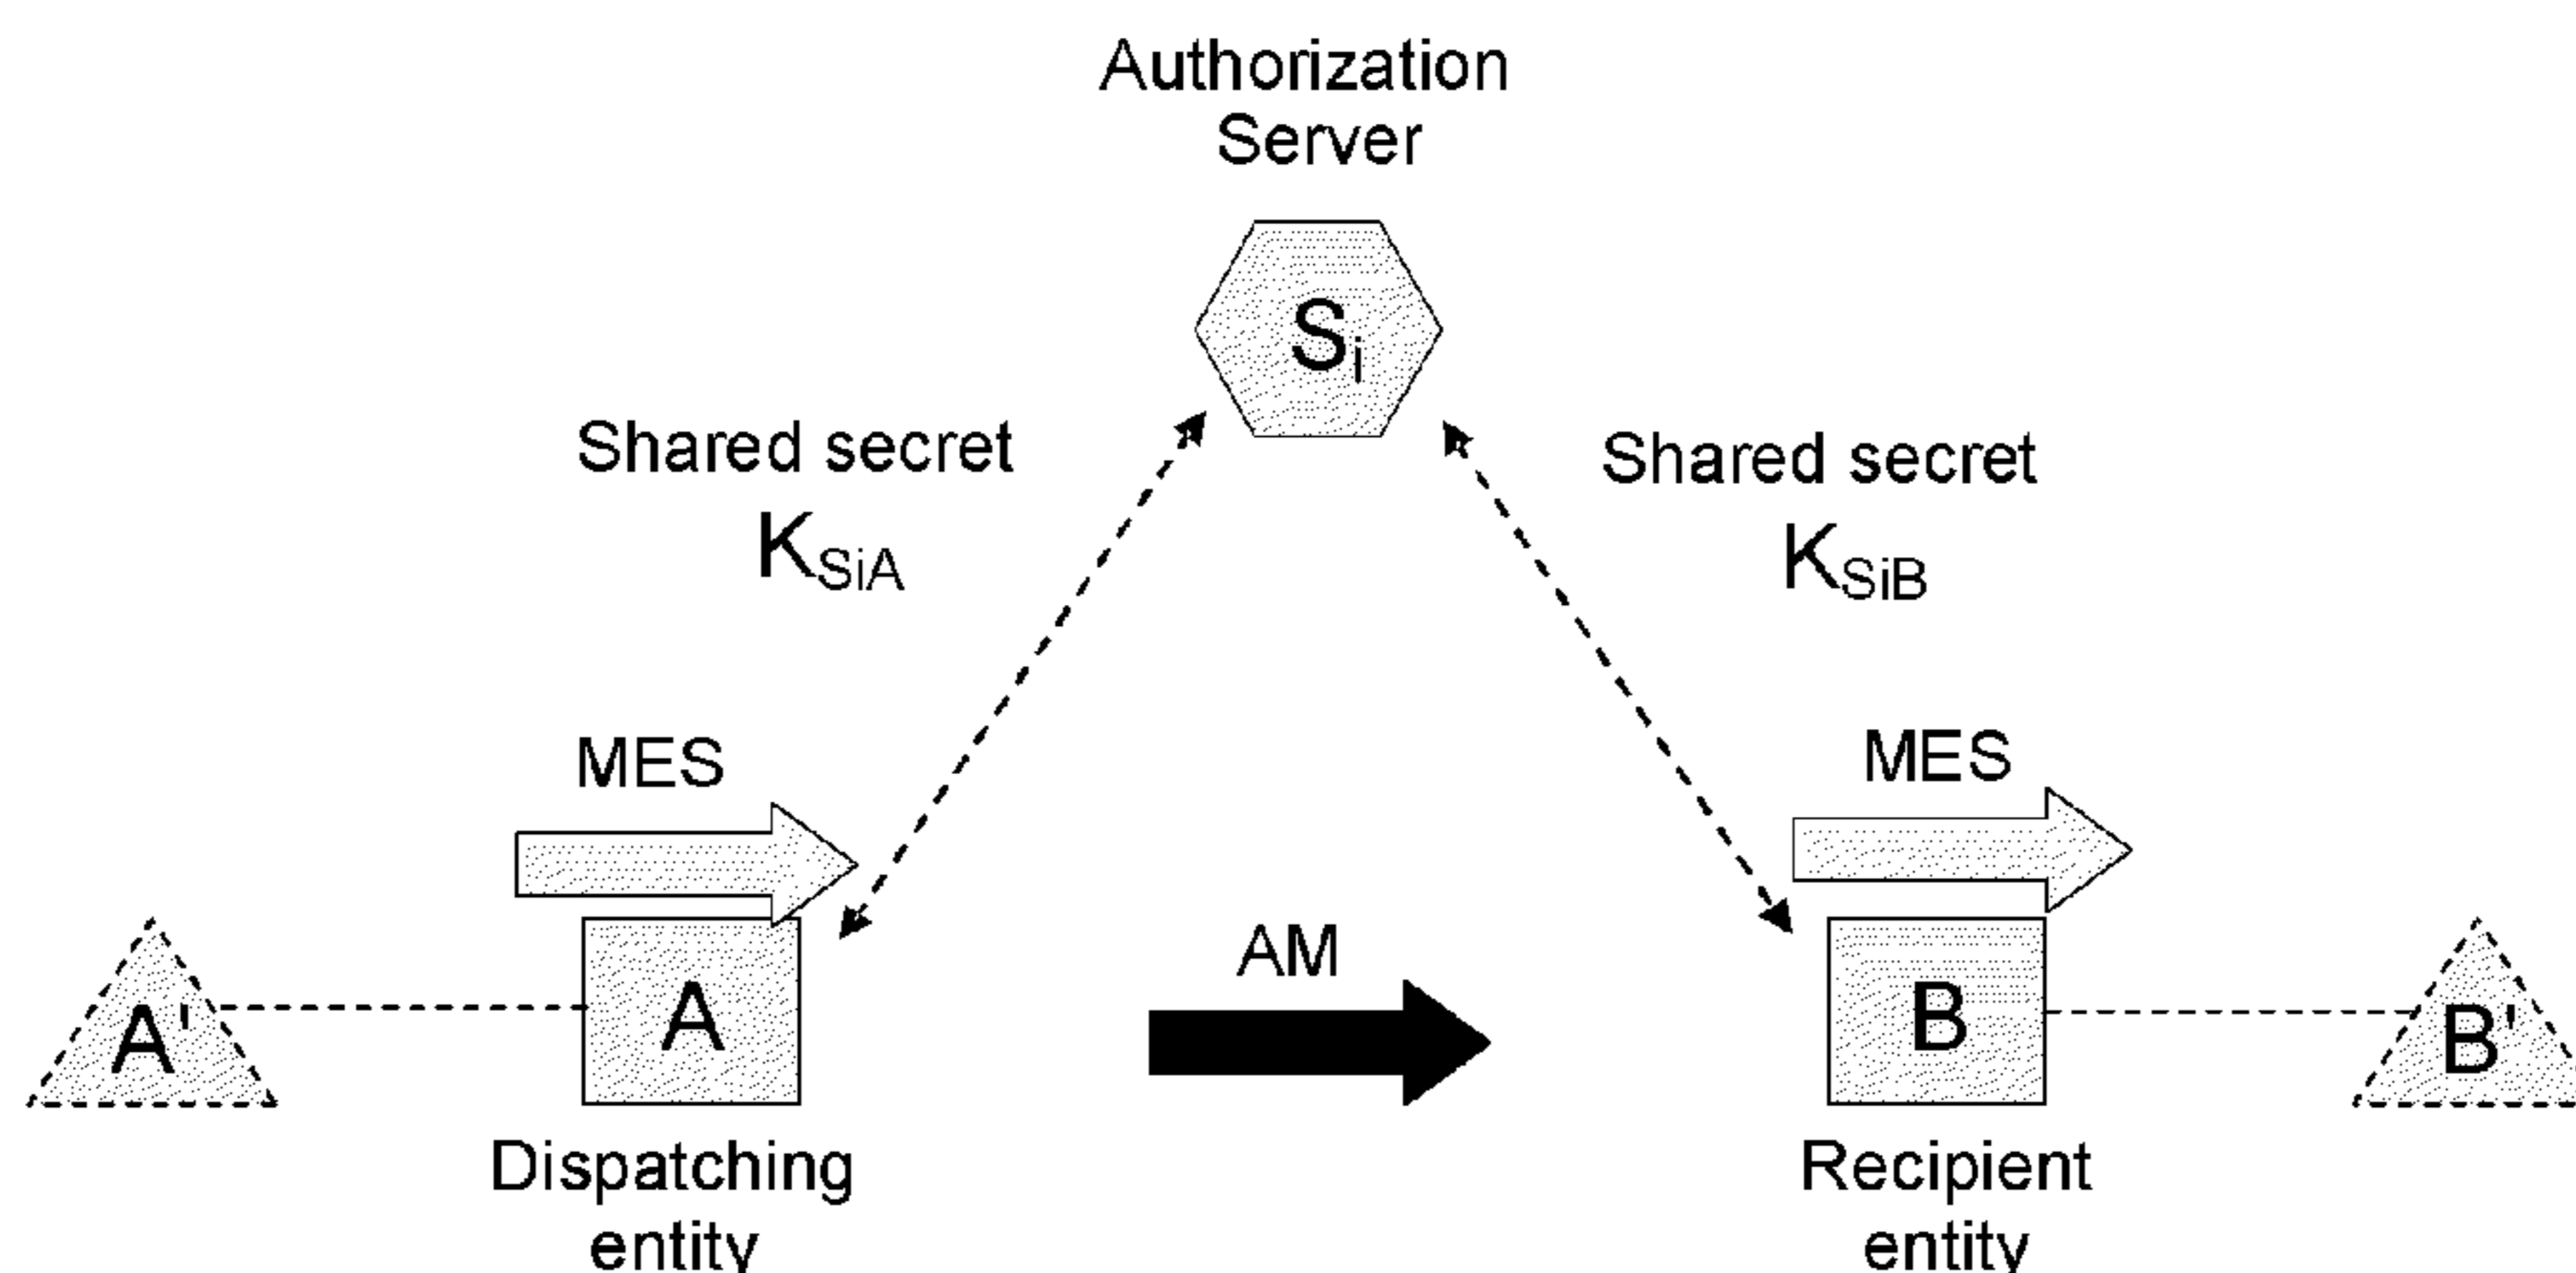 Authorization
Server
Si
Shared secret
KSiA
Shared secret
KSiB
MES
MES
AM
A'
A
B
B'
Dispatching
entity
Recipient
entity